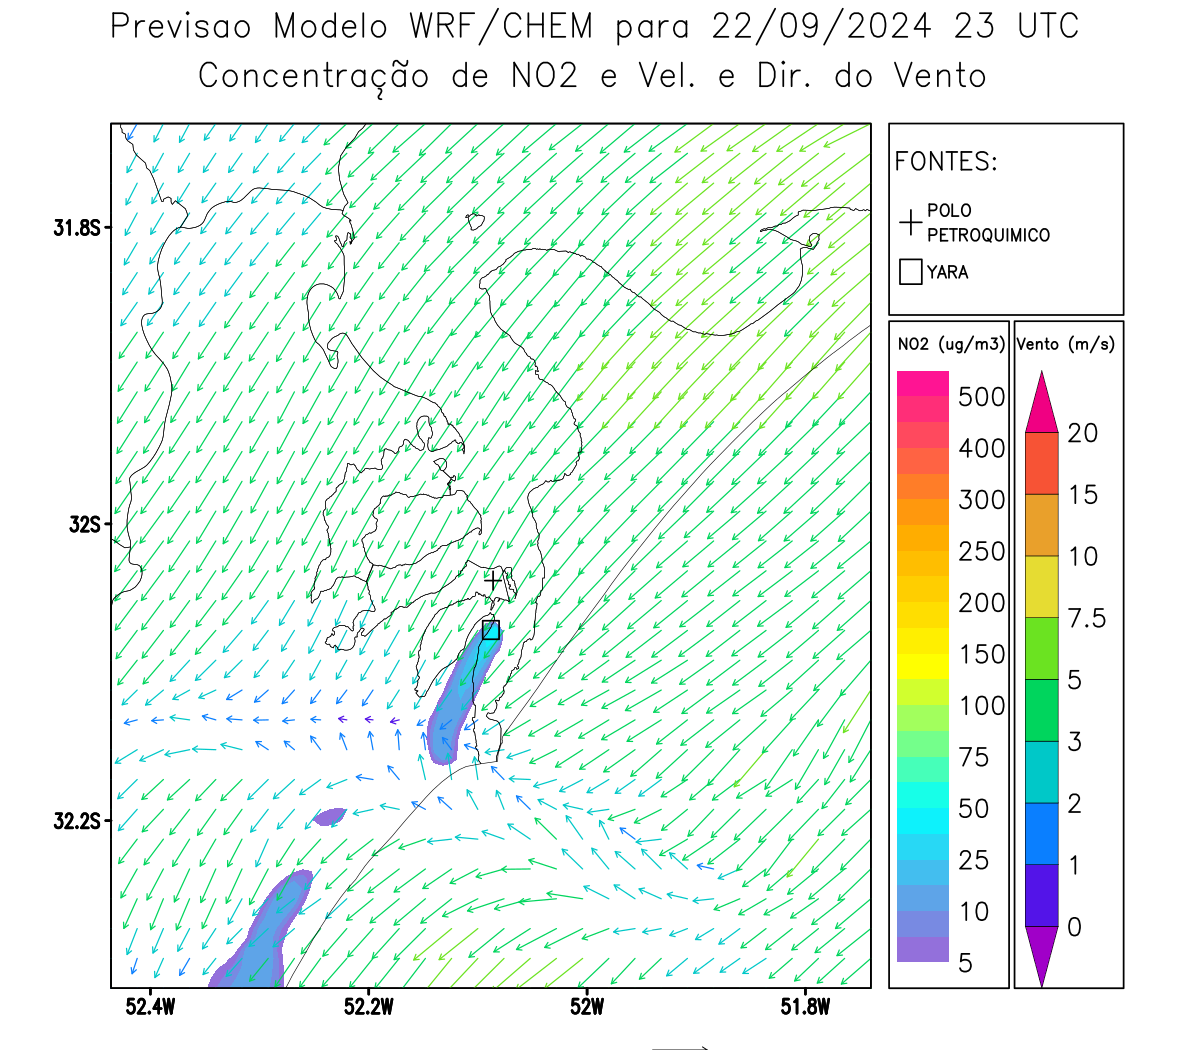 Previsao Modelo WRF/CHEM para 22/09/2024 23 UTC
Concentração de NO2 e Vel. e Dir. do Vento
FONTES:
POLO
PETROQUIMICO
YARA
NO2 (ug/m3)
500
400
300
250
200
150
100
75
50
25
10
5
Vento (m/s)
20
15
10
7.5
5
3
2
1
0
31.8S
32S
32.2S
52.4W
52.2W
52W
51.8W